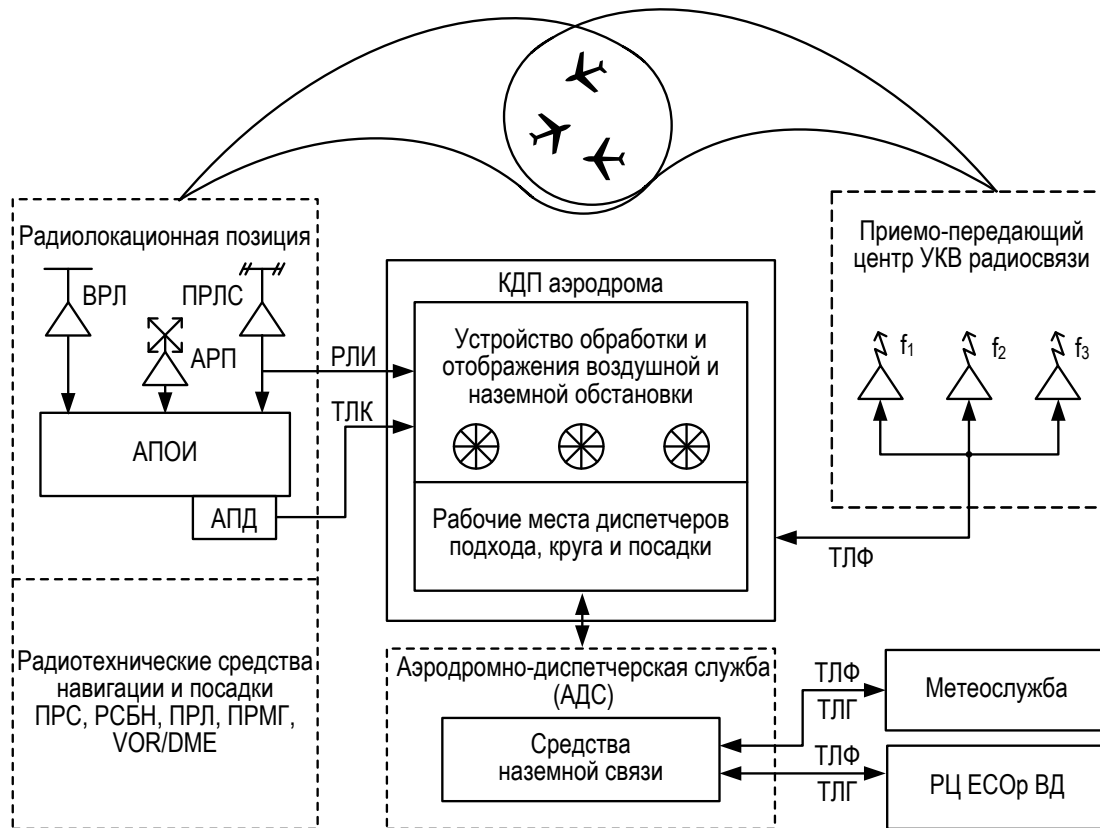 Радиолокационная позиция
ВРЛ
АРП
ПРЛС
АПОИ
АПД
РЛИ
ТЛК
Радиотехнические средства
навигации и посадки
ПРС, РСБН, ПРЛ, ПРМГ,
VOR/DME
КДП аэродрома
Устройство обработки и
отображения воздушной и
наземной обстановки
Рабочие места диспетчеров
подхода, круга и посадки
Приемо-передающий
центр УКВ радиосвязи
f1
f2
f3
ТЛФ
Аэродромно-диспетчерская служба
(АДС)
Средства
наземной связи
ТЛФ
ТЛГ
Метеослужба
ТЛФ
ТЛГ
РЦ ЕСОр ВД